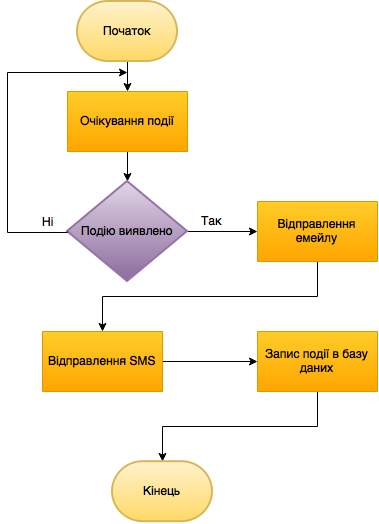 Початок
Очікування події
Ні
Подію виявлено
Так
Відправлення
емейлу
Відправлення SMS
Запис події в базу
даних
Кінець